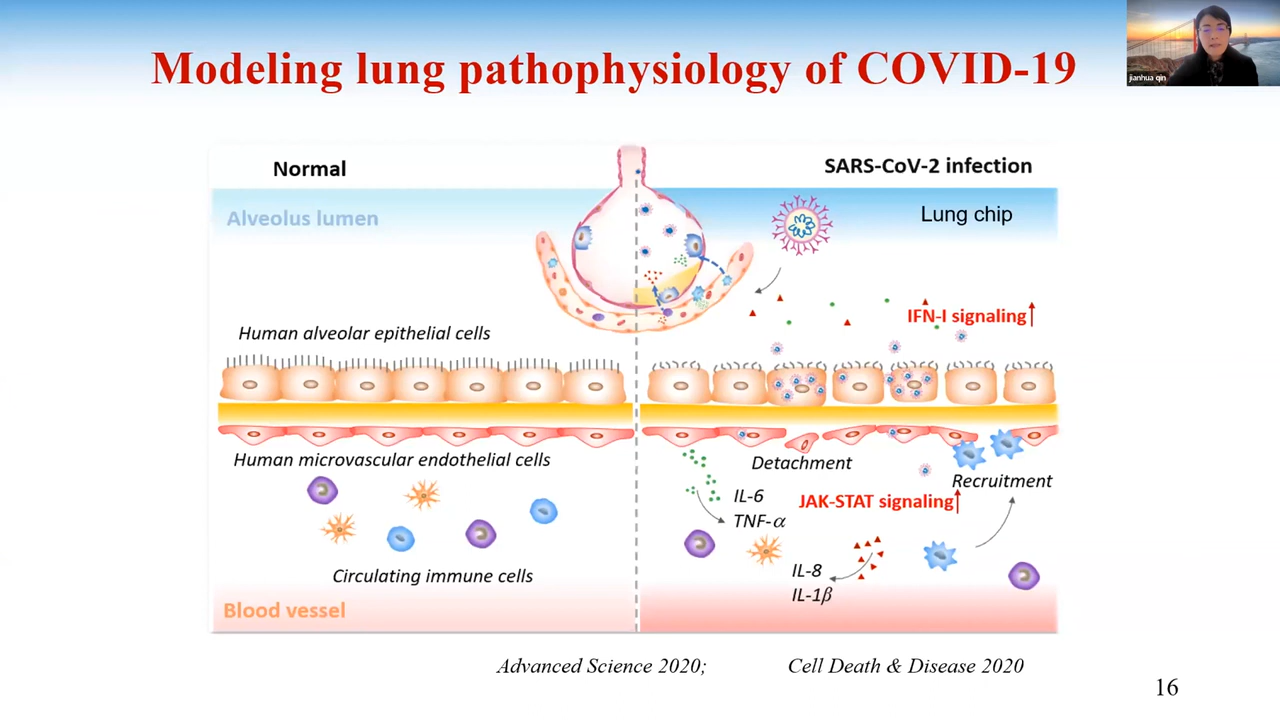 Modeling lung pathophysiology of COVID-19
jianhua qin
Normal
SARS-CoV-2 infection
Alveolus lumen
Lung chip
IFN-I signaling
Human alveolar epithelial cells
Human microvascular endothelial cells
Detachment
Recruitment
IL-6
TNF-α
JAK-STAT signaling
IL-8
IL-1β
Circulating immune cells
Blood vessel
Advanced Science 2020;
Cell Death & Disease 2020
16